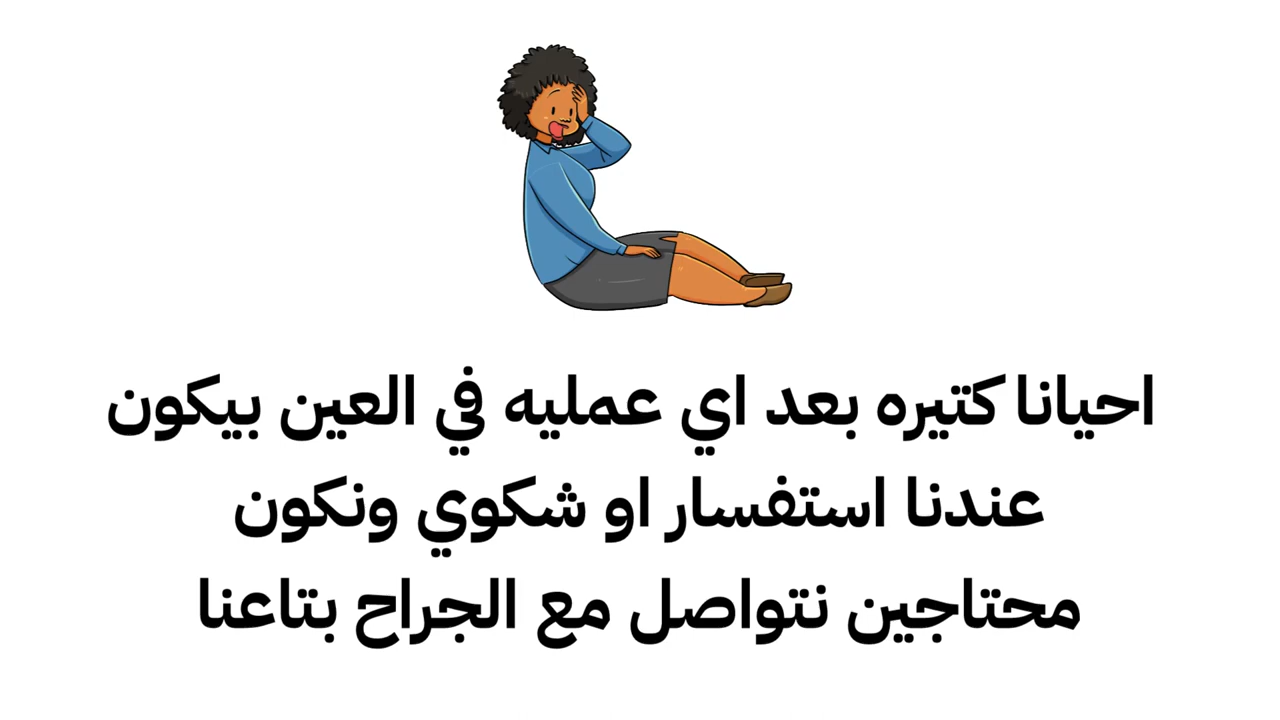 احيانا كتيره بعد اي عمليه في العين بيكون
عندنا استفسار او شكوي ونكون
محتاجين نتواصل مع الجراح بتاعنا